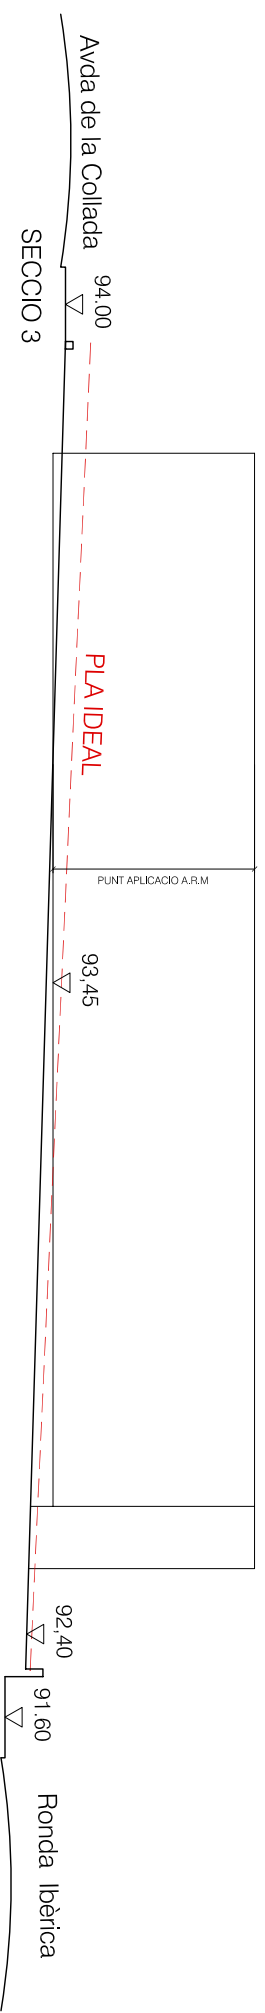 Avda de la Collada
94.00
SECCIO 3
PLA IDEAL
PUNT APLICACIO A.R.M
93,45
92,40
91.60
Ronda Ibèrica